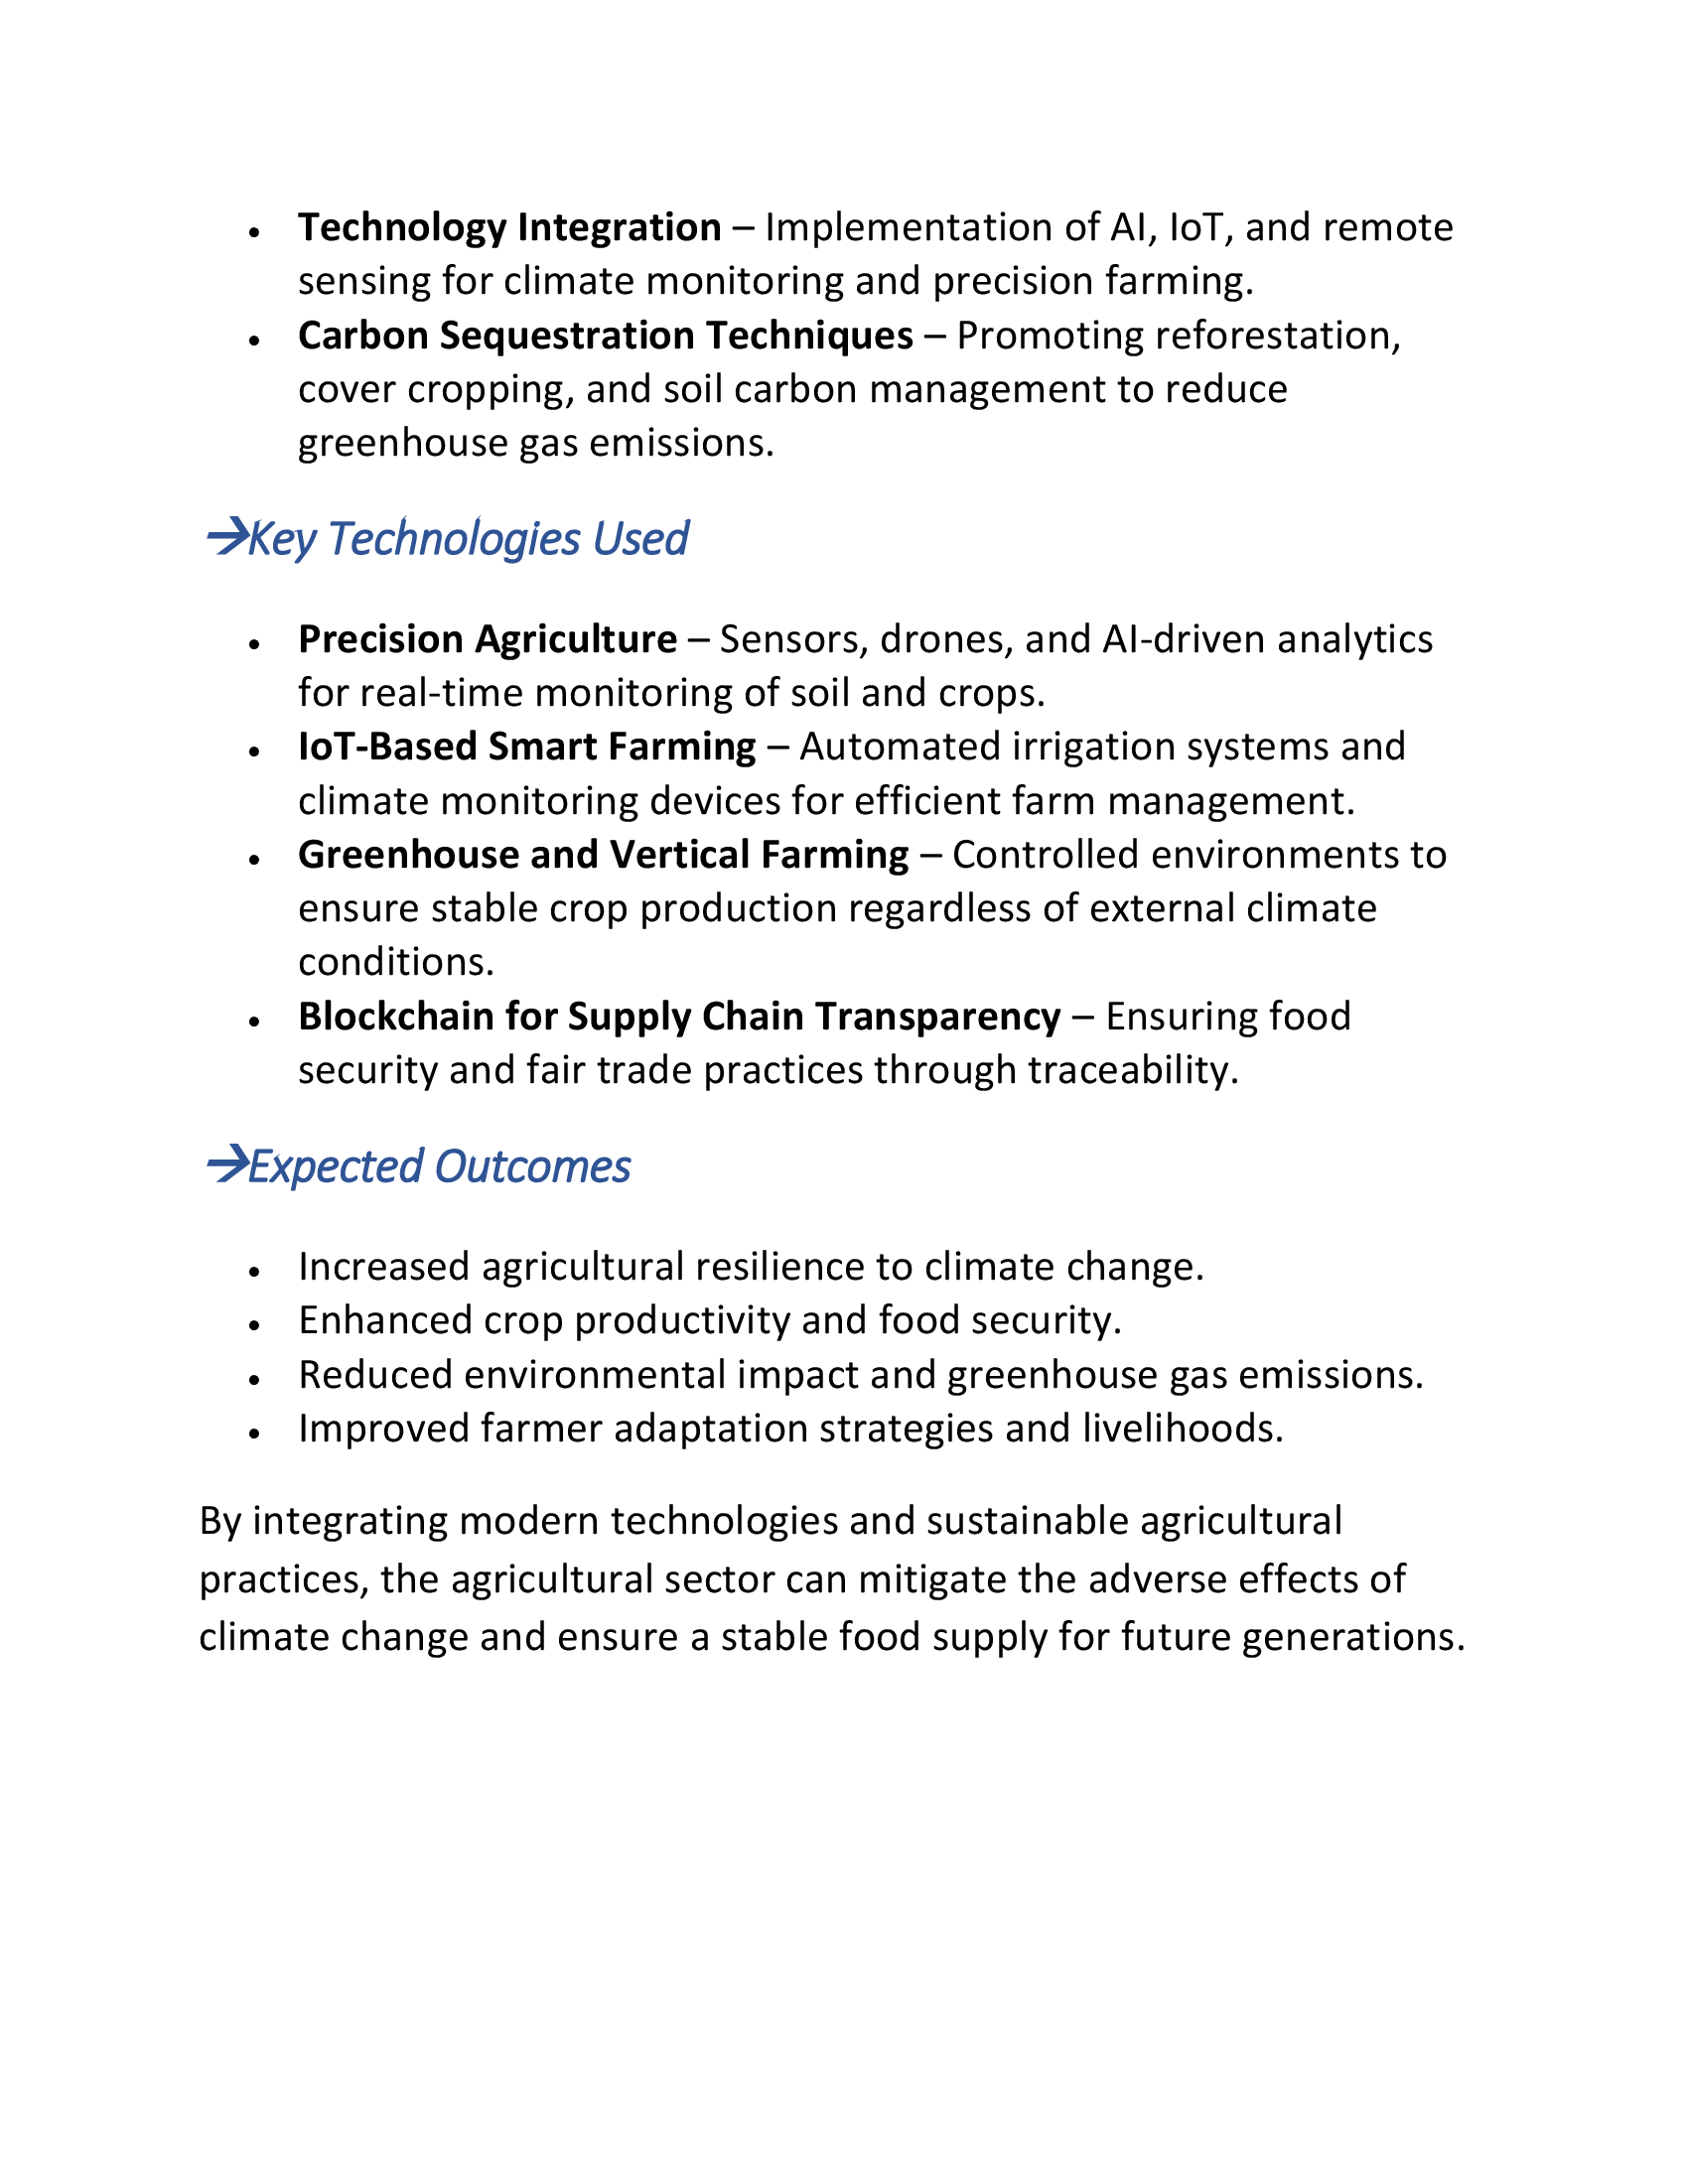 • Technology Integration – Implementation of AI, IoT, and remote
sensing for climate monitoring and precision farming.
• Carbon Sequestration Techniques – Promoting reforestation,
cover cropping, and soil carbon management to reduce
greenhouse gas emissions.
→Key Technologies Used
• Precision Agriculture – Sensors, drones, and AI-driven analytics
for real-time monitoring of soil and crops.
• IoT-Based Smart Farming – Automated irrigation systems and
climate monitoring devices for efficient farm management.
• Greenhouse and Vertical Farming – Controlled environments to
ensure stable crop production regardless of external climate
conditions.
• Blockchain for Supply Chain Transparency – Ensuring food
security and fair trade practices through traceability.
→Expected Outcomes
• Increased agricultural resilience to climate change.
• Enhanced crop productivity and food security.
• Reduced environmental impact and greenhouse gas emissions.
• Improved farmer adaptation strategies and livelihoods.
By integrating modern technologies and sustainable agricultural
practices, the agricultural sector can mitigate the adverse effects of
climate change and ensure a stable food supply for future generations.